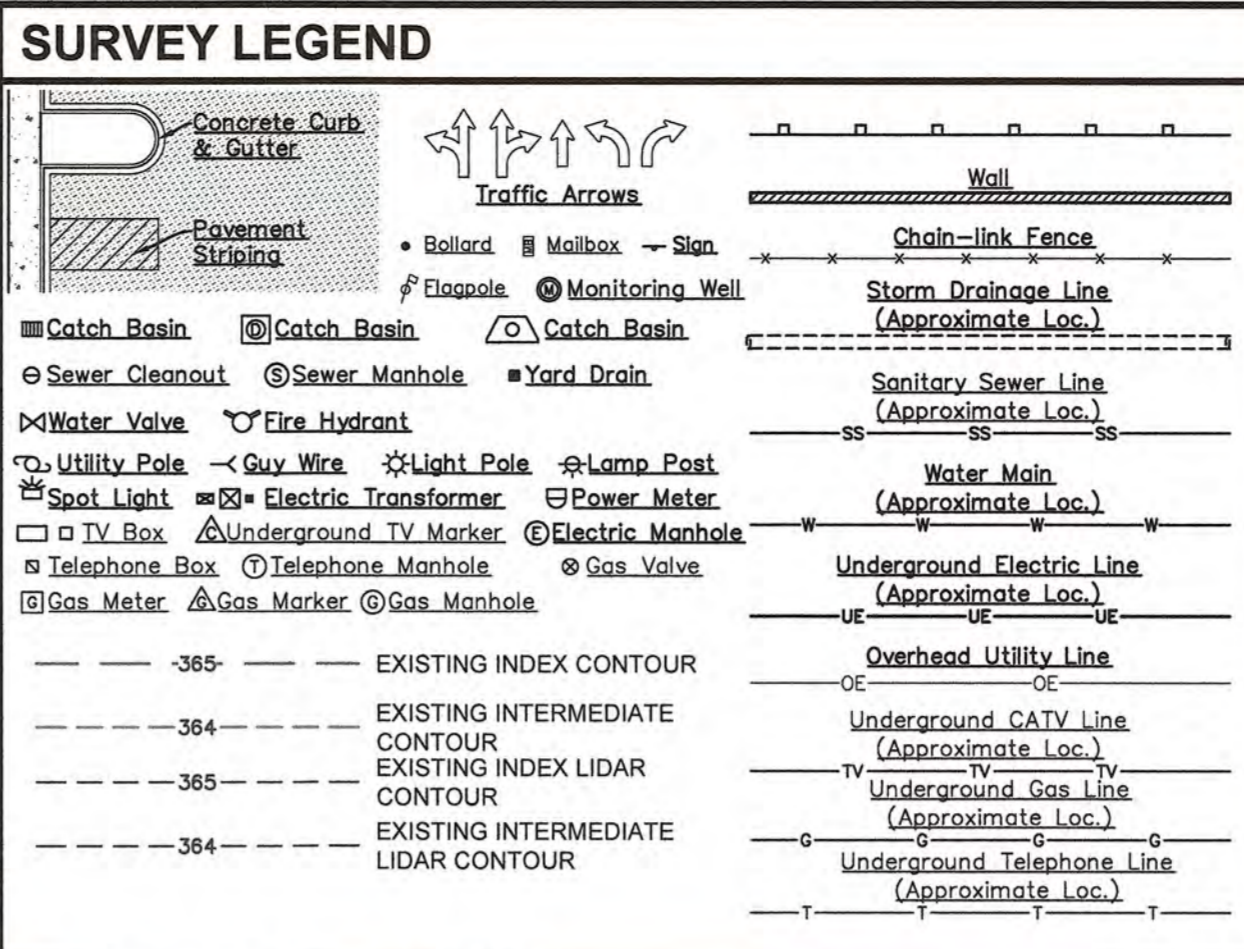 SURVEY LEGEND
Concrete Curb
& Gutter
Pavement
Striping
Traffic Arrows
Bollard Mailbox Sign
Flagpole M Monitoring Well
Catch Basin D Catch Basin Catch Basin
Sewer Cleanout S Sewer Manhole Yard Drain
Water Valve Fire Hydrant
Utility Pole Guy Wire Light Pole Lamp Post
Spot Light Electric Transformer Power Meter
TV Box C Underground TV Marker E Electric Manhole
Telephone Box T Telephone Manhole Gas Valve
G Gas Meter G Gas Marker G Gas Manhole
-365- EXISTING INDEX CONTOUR
364 EXISTING INTERMEDIATE
CONTOUR
365 EXISTING INDEX LIDAR
CONTOUR
364 EXISTING INTERMEDIATE
LIDAR CONTOUR
Wall
Chain-link Fence
x x x x x x x
Storm Drainage Line
(Approximate Loc.)
Sanitary Sewer Line
(Approximate Loc.)
SS SS SS
Water Main
(Approximate Loc.)
W W W W
Underground Electric Line
(Approximate Loc.)
UE UE UE
Overhead Utility Line
OE OE
Underground CATV Line
(Approximate Loc.)
TV TV TV
Underground Gas Line
(Approximate Loc.)
G G G G
Underground Telephone Line
(Approximate Loc.)
T T T T